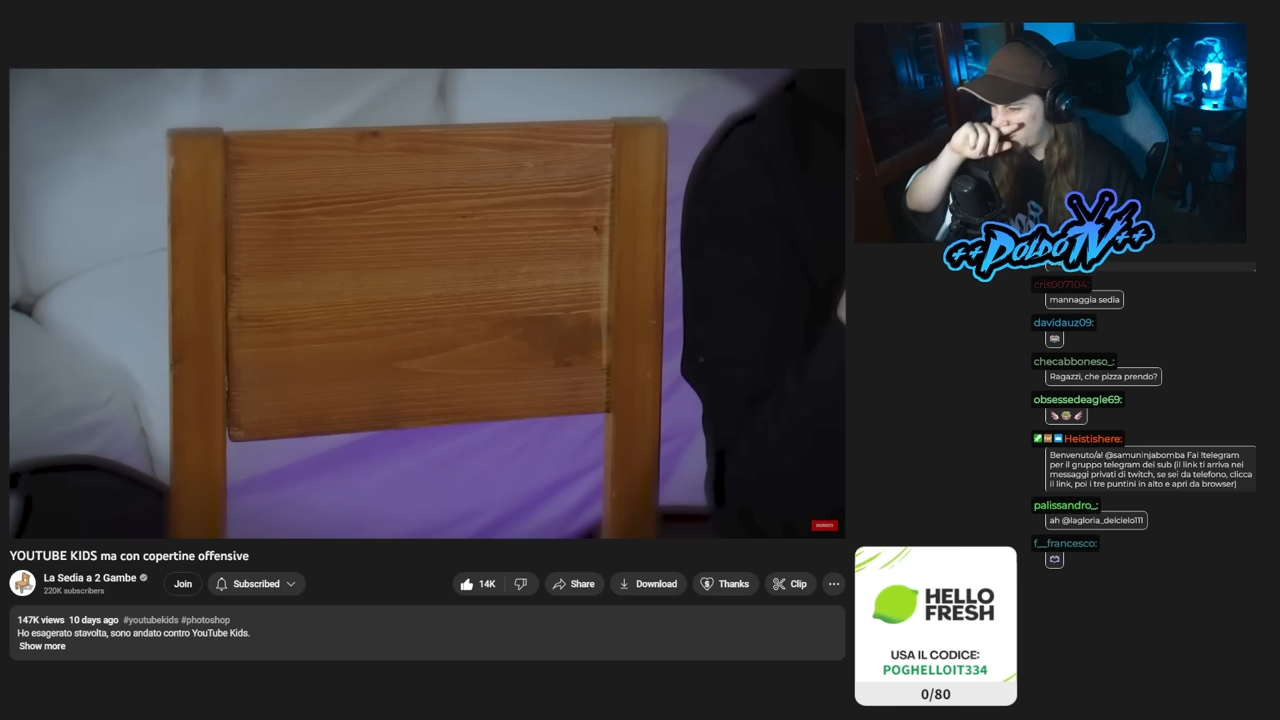 ++ DOLDO TV ++
cris007104:
mannaggia sedia
davidauz09:
checabboneso_:
Ragazzi, che pizza prendo?
obsessedeagle69:
Heistishere:
Benvenuto/a! @samuninjabomba Fai !telegram
per il gruppo telegram dei sub (il link ti arriva nei
messaggi privati di twitch, se sei da telefono, clicca
il link, poi i tre puntini in alto e apri da browser)
palissandro_:
ah @lagloria_delcielo111
f__francesco:
YOUTUBE KIDS ma con copertine offensive
La Sedia a 2 Gambe
220K subscribers
Join
Subscribed
14K
Share
Download
Thanks
Clip
147K views 10 days ago #youtubekids #photoshop
Ho esagerato stavolta, sono andato contro YouTube Kids.
Show more
HELLO
FRESH
USA IL CODICE:
POGHELLOIT334
0/80